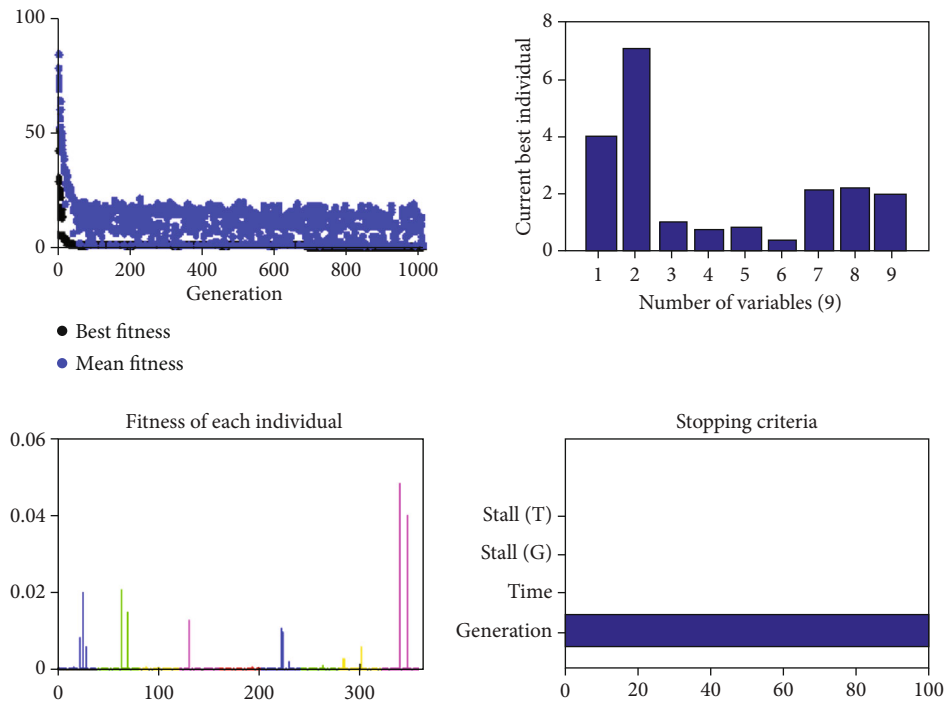 100
50
0
0 200 400 600 800 1000
Generation
Best fitness
Mean fitness
Current best individual
8
6
4
2
0
1 2 3 4 5 6 7 8 9
Number of variables (9)
Fitness of each individual
0.06
0.04
0.02
0
0 100 200 300
Stopping criteria
Stall (T)
Stall (G)
Time
Generation
0 20 40 60 80 100